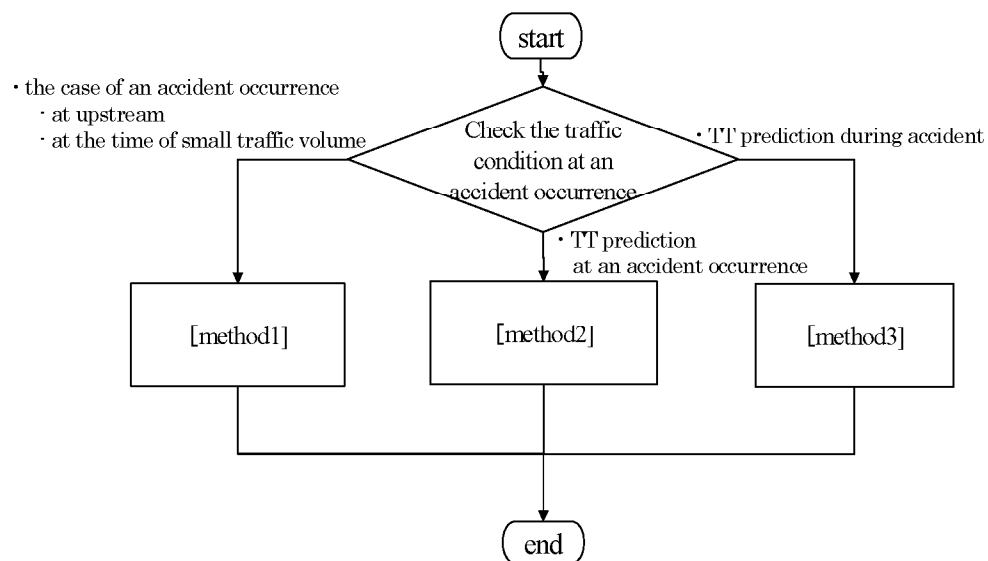 start
・the case of an accident occurrence
- at upstream
- at the time of small traffic volume
Check the traffic
condition at an
accident occurrence
・TT prediction during accident
・TT prediction
at an accident occurrence
[method1]
[method2]
[method3]
end